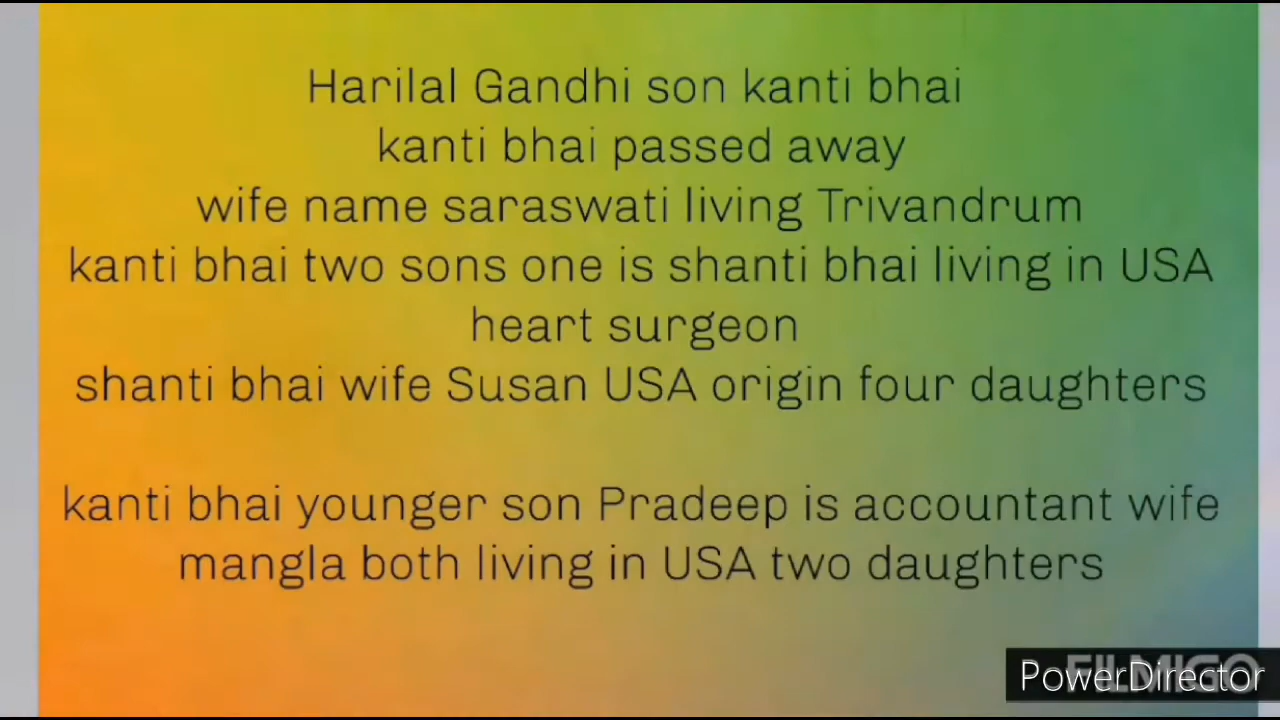 Harilal Gandhi son kanti bhai
kanti bhai passed away
wife name saraswati living Trivandrum
kanti bhai two sons one is shanti bhai living in USA
heart surgeon
shanti bhai wife Susan USA origin four daughters
kanti bhai younger son Pradeep is accountant wife
mangla both living in USA two daughters
FILMIGO
PowerDirector